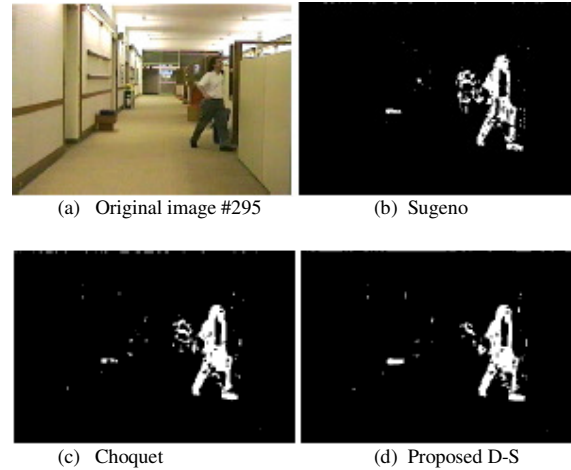 (a) Original image #295
(b) Sugeno
(c) Choquet
(d) Proposed D-S